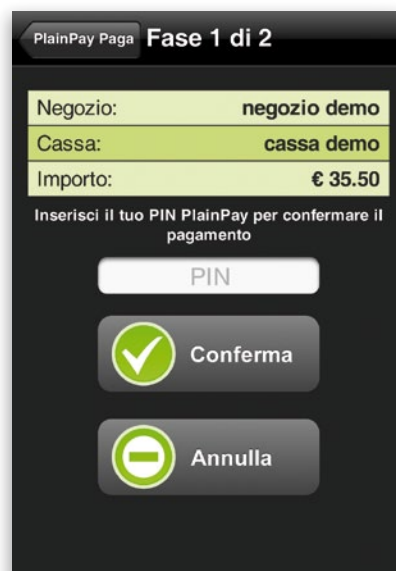 PlainPay Paga Fase 1 di 2
Negozio: negozio demo
Cassa: cassa demo
Importo: € 35.50
Inserisci il tuo PIN PlainPay per confermare il
pagamento
PIN
Conferma
Annulla